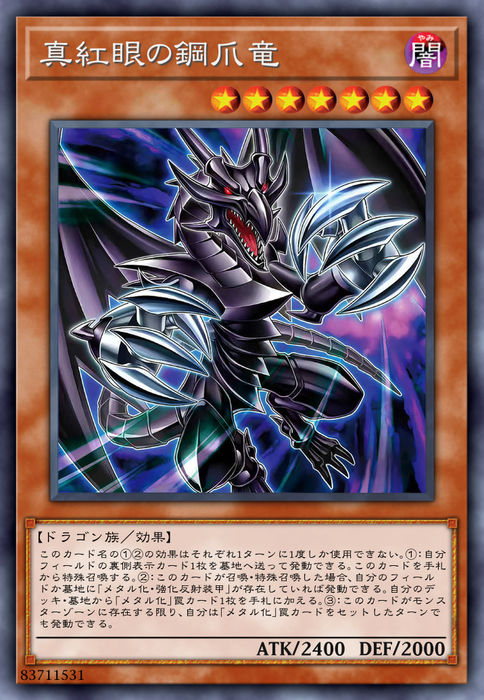 真紅眼の鋼爪竜
やみ
闇
【ドラゴン族／効果】
このカード名の①②の効果はそれぞれ1ターンに1度しか使用できない。①：自分
フィールドの裏側表示カード1枚を墓地へ送って発動できる。このカードを手札
から特殊召喚する。②：このカードが召喚・特殊召喚した場合、自分のフィール
ドか墓地に「メタル化・強化反射装甲」が存在していれば発動できる。自分のデ
ッキ・墓地から「メタル化」罠カード1枚を手札に加える。③：このカードがモンス
ターゾーンに存在する限り、自分は「メタル化」罠カードをセットしたターンで
も発動できる。
ATK/2400 DEF/2000
83711531